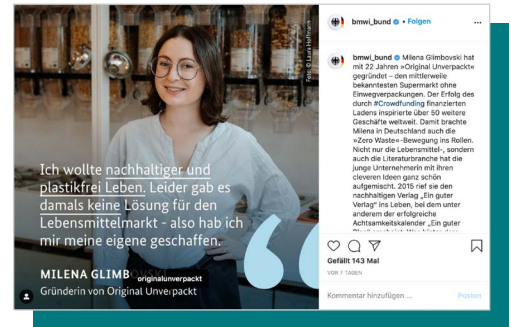 Foto: © Laura Hoffmann
Ich wollte nachhaltiger und
plastikfrei Leben. Leider gab es
damals keine Lösung für den
Lebensmittelmarkt - also hab ich
mir meine eigene geschaffen.
MILENA GLIMBOVSKI
originalunverpackt
Gründerin von Original Unverpackt
bmwi_bund • Folgen
bmwi_bund Milena Glimbovski hat
mit 22 Jahren »Original Unverpackt«
gegründet – den mittlerweile
bekanntesten Supermarkt ohne
Einwegverpackungen. Der Erfolg des
durch #Crowdfunding finanzierten
Ladens inspirierte über 50 weitere
Geschäfte weltweit. Damit brachte
Milena in Deutschland auch die
»Zero Waste«-Bewegung ins Rollen.
Nicht nur die Lebensmittel-, sondern
auch die Literaturbranche hat die
junge Unternehmerin mit ihren
cleveren Ideen ganz schön
aufgemischt. 2015 rief sie den
nachhaltigen Verlag „Ein guter
Verlag" ins Leben, bei dem unter
anderem der erfolgreiche
Achtsamkeitskalender „Ein guter
Gefällt 143 Mal
VOR 7 TAGEN
Kommentar hinzufügen ...
Posten